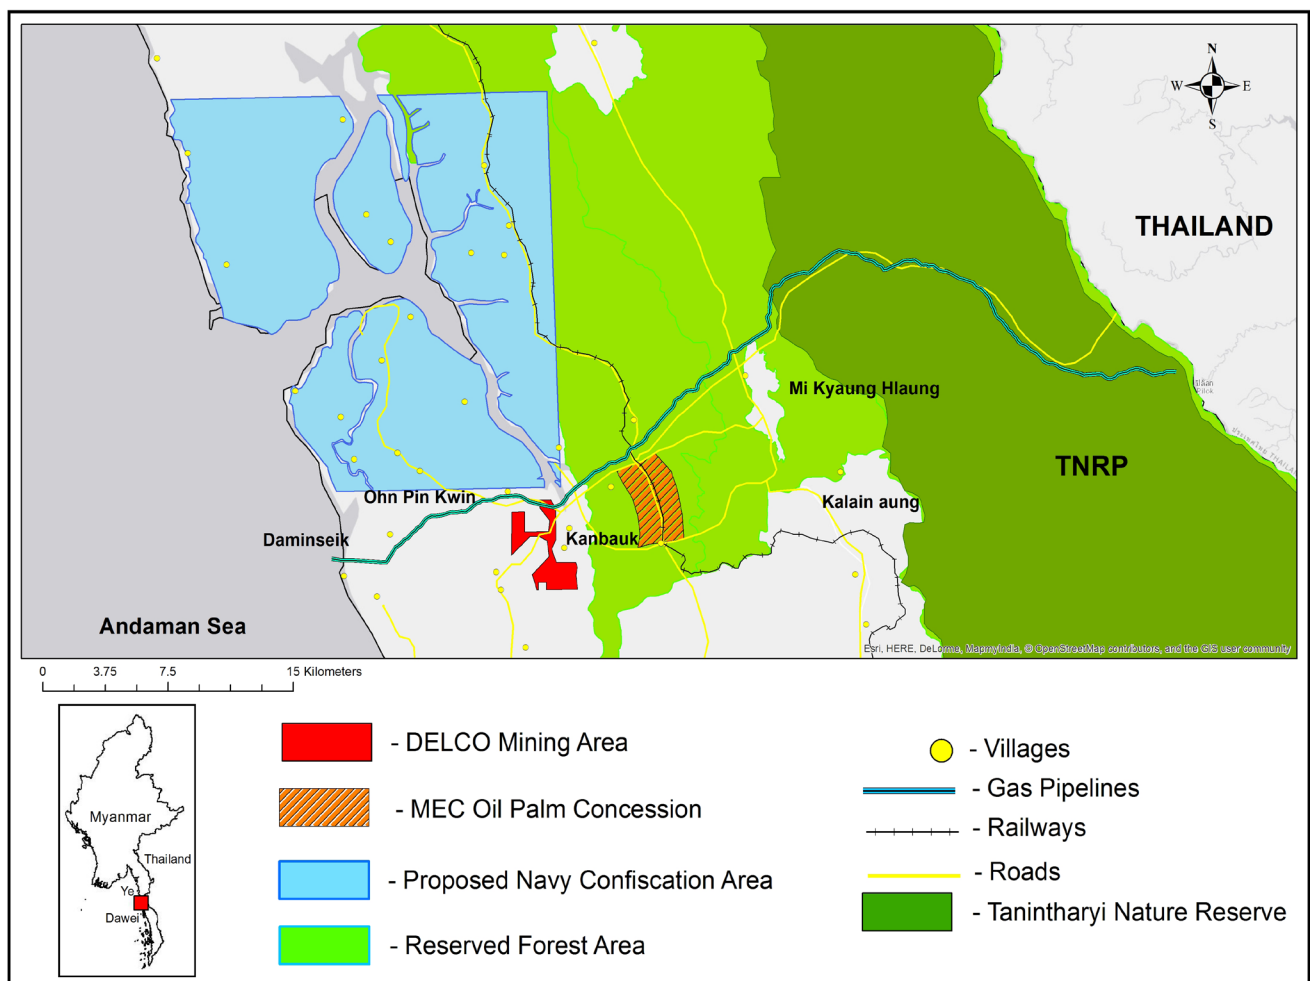 N
W E
S
THAILAND
Mi Kyaung Hlaung
TNRP
Ohn Pin Kwin
Kalain aung
Daminseik
Kanbauk
Andaman Sea
Esri, HERE, DeLorme, MapmyIndia, © OpenStreetMap contributors, and the GIS user community
0 3.75 7.5 15 Kilometers
Myanmar
Thailand
Ye
Dawei
- DELCO Mining Area
- MEC Oil Palm Concession
- Proposed Navy Confiscation Area
- Reserved Forest Area
- Villages
- Gas Pipelines
- Railways
- Roads
- Tanintharyi Nature Reserve